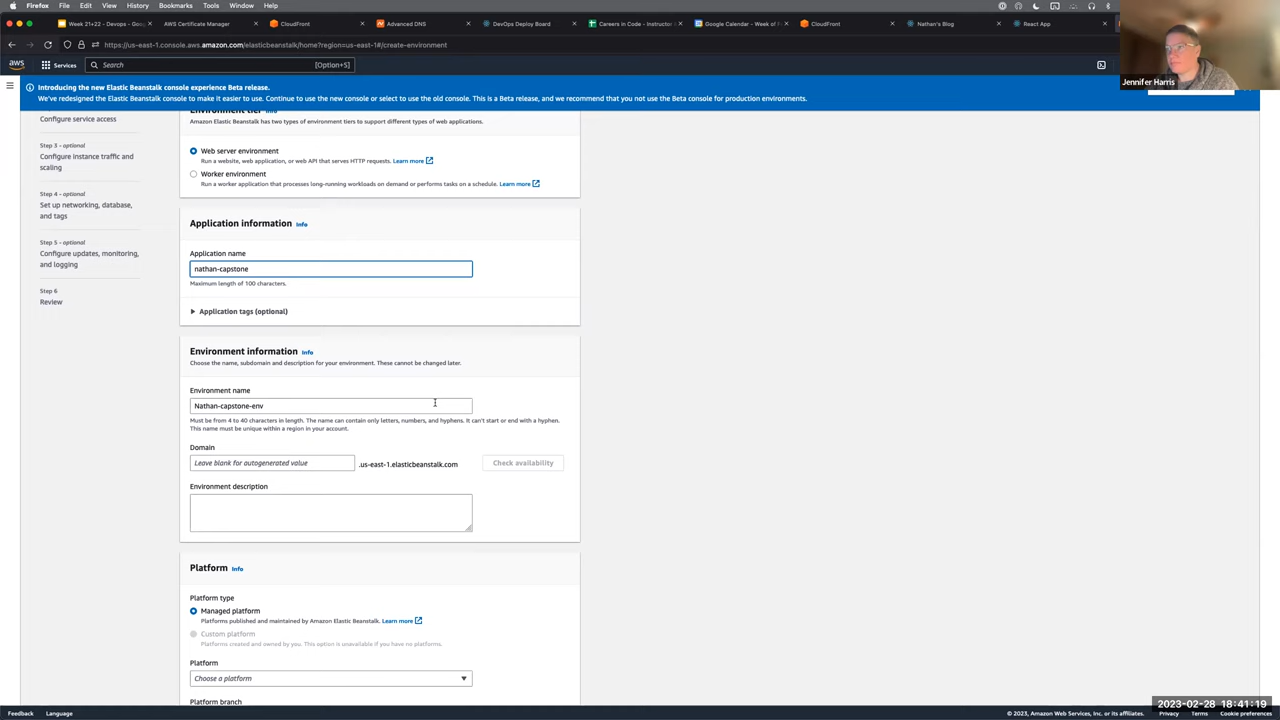 Firefox File Edit View History Bookmarks Tools Window Help
Week 21+22 - Devops - Goog
AWS Certificate Manager
CloudFront
Advanced DNS
DevOps Deploy Board
Careers in Code - Instructor
Google Calendar - Week of F
CloudFront
Nathan's Blog
React App
https://us-east-1.console.aws.amazon.com/elasticbeanstalk/home?region=us-east-1#/create-environment
aws Services Search [Option+S]
Jennifer Harris
Introducing the new Elastic Beanstalk console experience Beta release.
We've redesigned the Elastic Beanstalk console to make it easier to use. Continue to use the new console or select to use the old console. This is a Beta release, and we recommend that you not use the Beta console for production environments.
Configure service access
Step 3 - optional
Configure instance traffic and
scaling
Step 4 - optional
Set up networking, database,
and tags
Step 5 - optional
Configure updates, monitoring,
and logging
Step 6
Review
Environment tier Info
Amazon Elastic Beanstalk has two types of environment tiers to support different types of web applications.
Web server environment
Run a website, web application, or web API that serves HTTP requests. Learn more
Worker environment
Run a worker application that processes long-running workloads on demand or performs tasks on a schedule. Learn more
Application information Info
Application name
nathan-capstone
Maximum length of 100 characters.
Application tags (optional)
Environment information Info
Choose the name, subdomain and description for your environment. These cannot be changed later.
Environment name
Nathan-capstone-env
Must be from 4 to 40 characters in length. The name can contain only letters, numbers, and hyphens. It can't start or end with a hyphen.
This name must be unique within a region in your account.
Domain
Leave blank for autogenerated value .us-east-1.elasticbeanstalk.com Check availability
Environment description
Platform Info
Platform type
Managed platform
Platforms published and maintained by Amazon Elastic Beanstalk. Learn more
Custom platform
Platforms created and owned by you. This option is unavailable if you have no platforms.
Platform
Choose a platform
Platform branch
2023-02-28 18:41:19
Feedback Language © 2023, Amazon Web Services, Inc. or its affiliates. Privacy Terms Cookie preferences